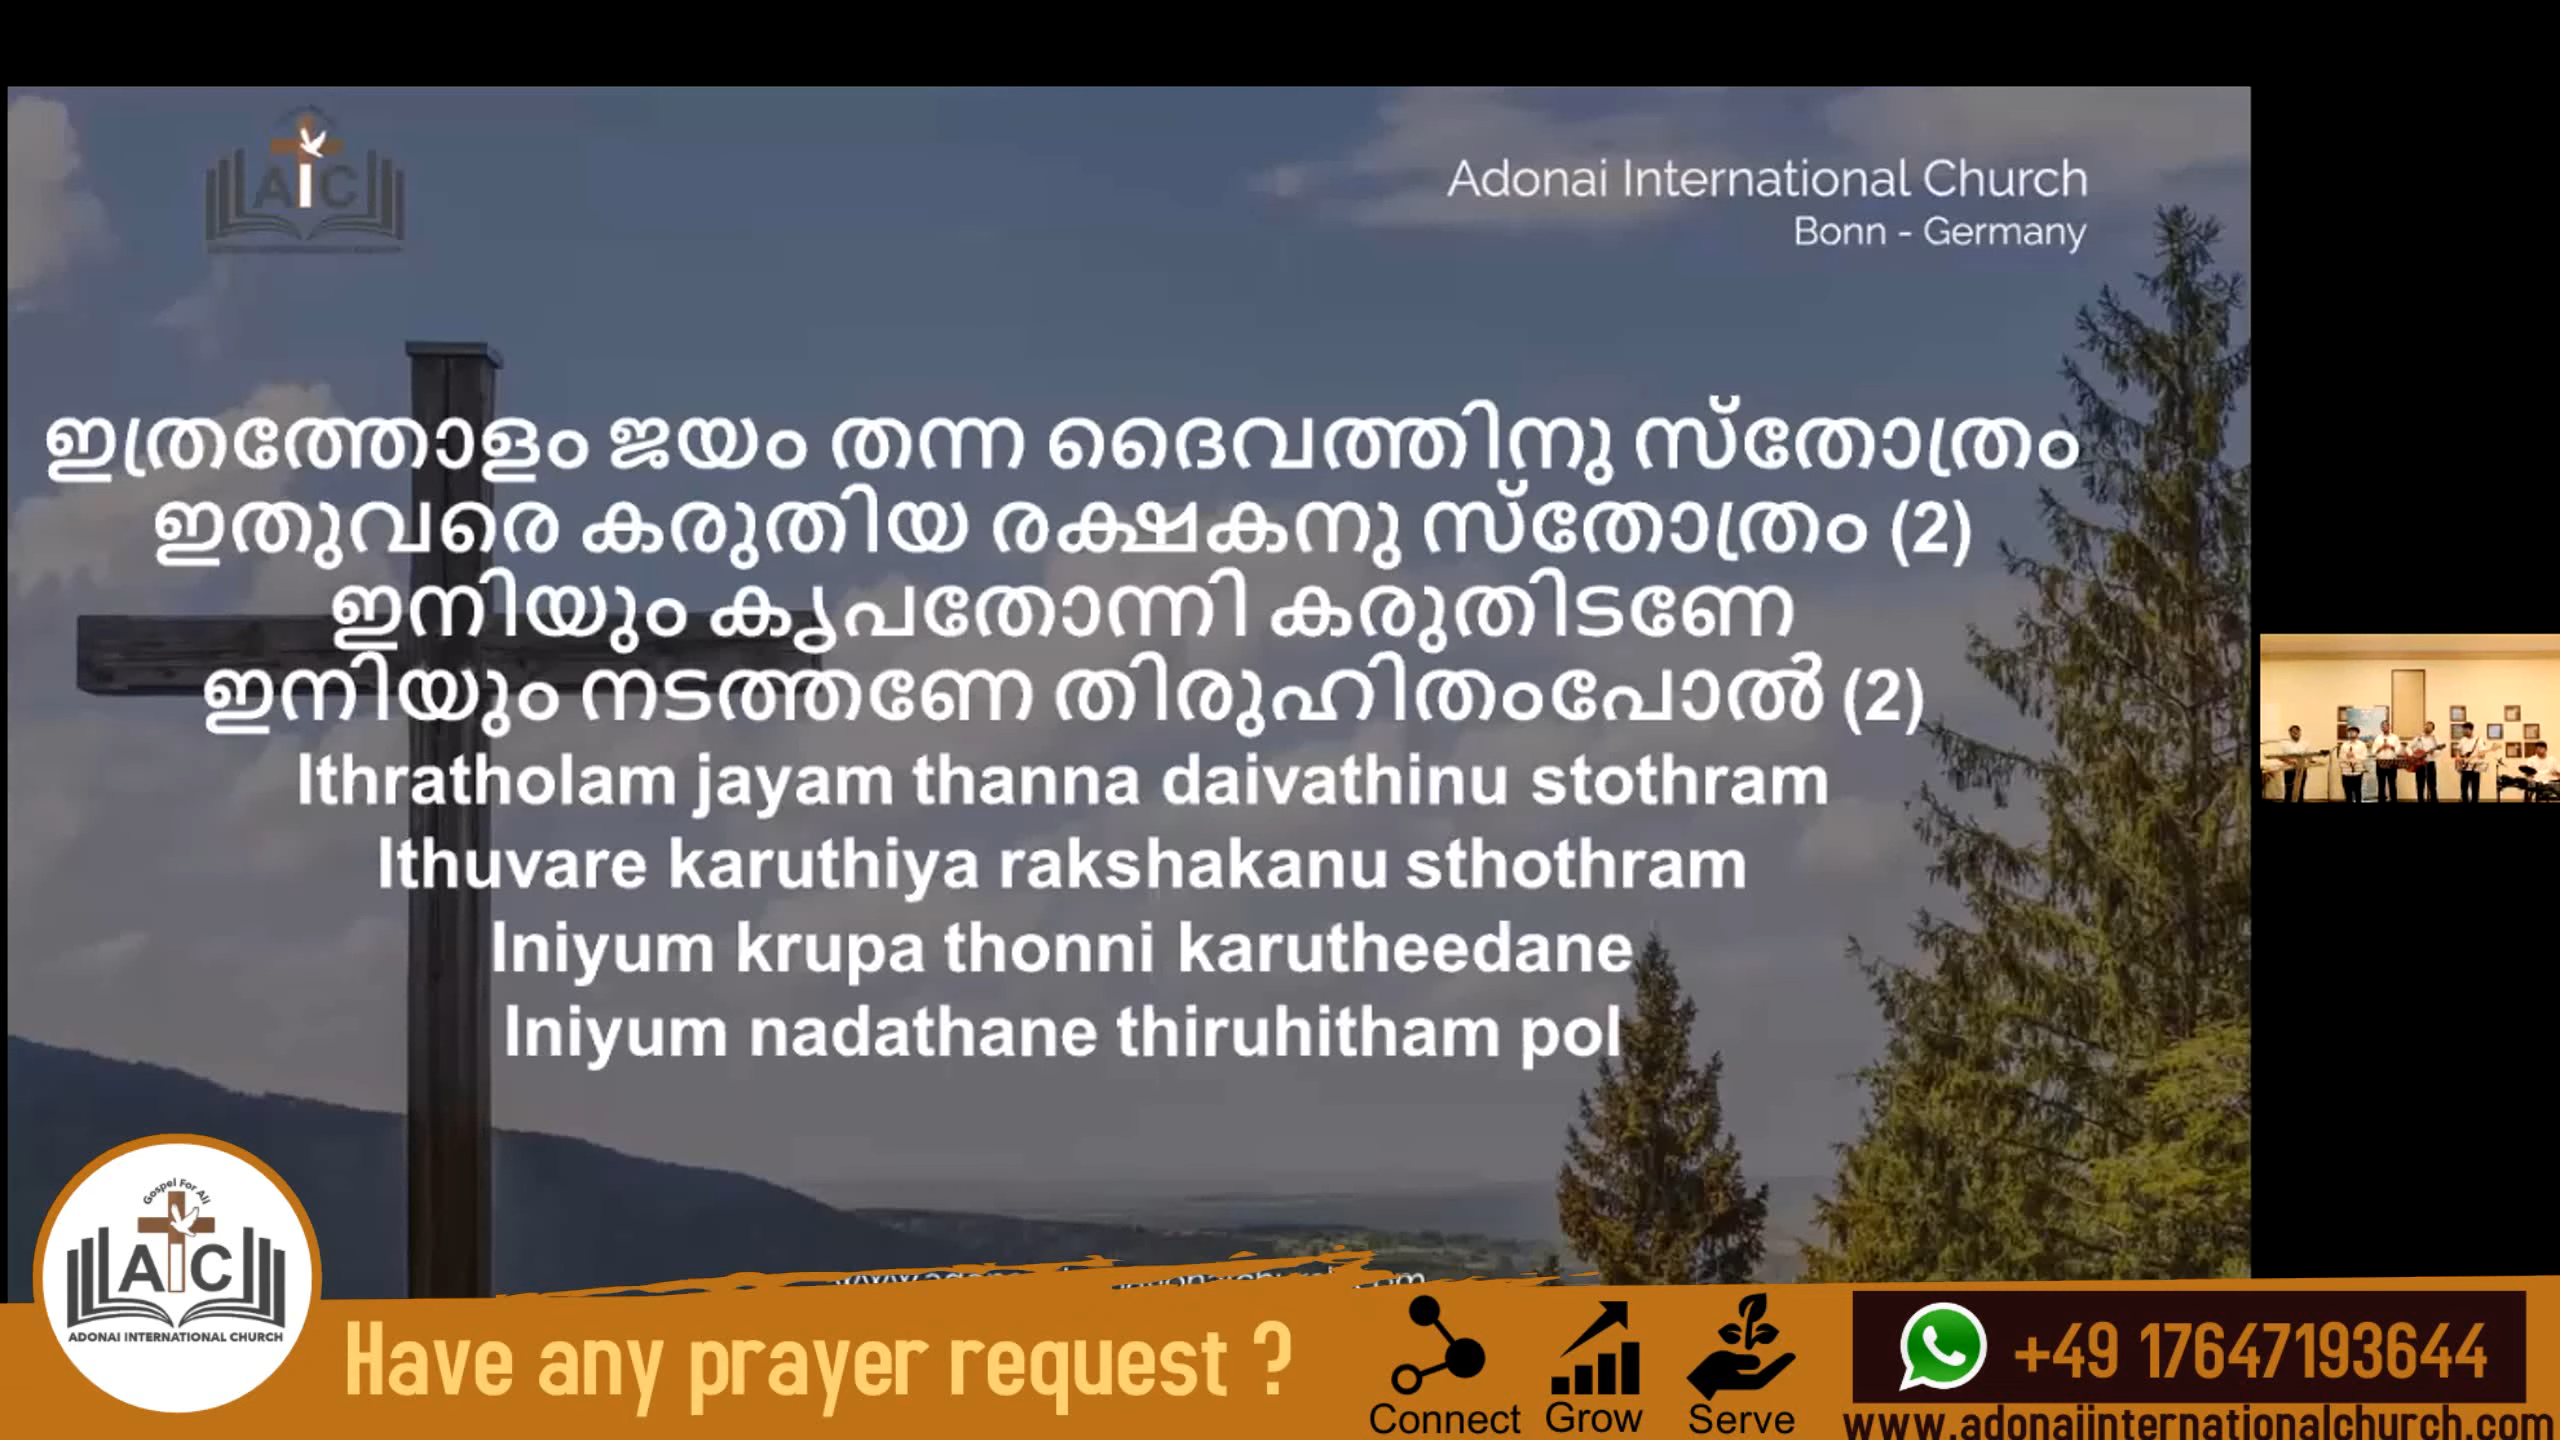 AIC
Adonai International Church
Bonn - Germany
ഇത്രത്തോളം ജയം തന്ന ദൈവത്തിനു സ്തോത്രം
ഇതുവരെ കരുതിയ രക്ഷകനു സ്തോത്രം (2)
ഇനിയും കൃപതോന്നി കരുതിടണേ
ഇനിയും നടത്തണേ തിരുഹിതംപോൽ (2)
Ithratholam jayam thanna daivathinu stothram
Ithuvare karuthiya rakshakanu sthothram
Iniyum krupa thonni karutheedane
Iniyum nadathane thiruhitham pol
Gospel For All
AIC
ADONAI INTERNATIONAL CHURCH
Have any prayer request ?
Connect Grow Serve
+49 17647193644
www.adonaiinternationalchurch.com